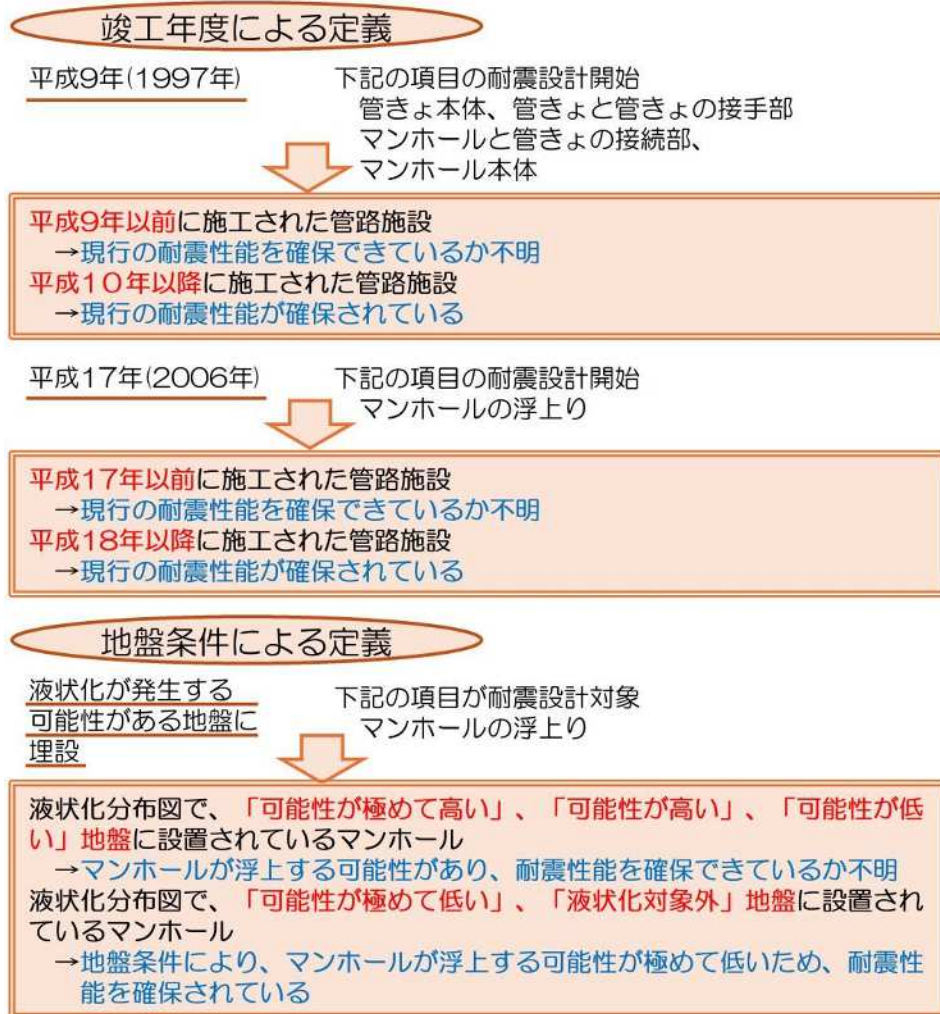 竣工年度による定義
平成9年(1997年)
下記の項目の耐震設計開始
管きょ本体、管きょと管きょの接手部
マンホールと管きょの接続部、
マンホール本体
平成9年以前に施工された管路施設
→現行の耐震性能を確保できているか不明
平成10年以降に施工された管路施設
→現行の耐震性能が確保されている
平成17年(2006年)
下記の項目の耐震設計開始
マンホールの浮上り
平成17年以前に施工された管路施設
→現行の耐震性能を確保できているか不明
平成18年以降に施工された管路施設
→現行の耐震性能が確保されている
地盤条件による定義
液状化が発生する
可能性がある地盤に
埋設
下記の項目が耐震設計対象
マンホールの浮上り
液状化分布図で、「可能性が極めて高い」、「可能性が高い」、「可能性が低
い」地盤に設置されているマンホール
→マンホールが浮上する可能性があり、耐震性能を確保できているか不明
液状化分布図で、「可能性が極めて低い」、「液状化対象外」地盤に設置され
ているマンホール
→地盤条件により、マンホールが浮上する可能性が極めて低いため、耐震性
能を確保されている